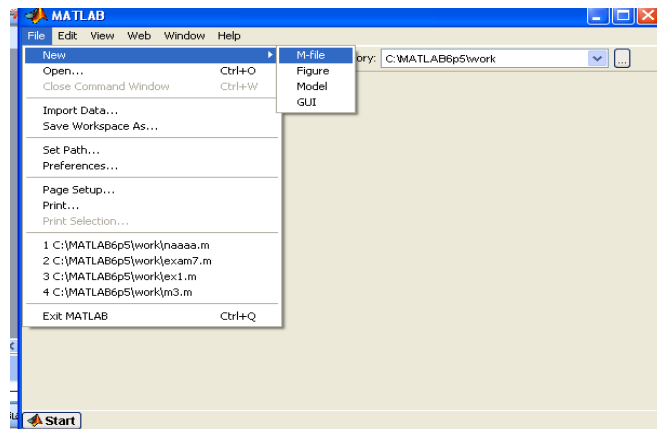 MATLAB
File Edit View Web Window Help
New
Open... Ctrl+O
Close Command Window Ctrl+W
Import Data...
Save Workspace As...
Set Path...
Preferences...
Page Setup...
Print...
Print Selection...
1 C:\MATLAB6p5\work\naaaa.m
2 C:\MATLAB6p5\work\exam7.m
3 C:\MATLAB6p5\work\ex1.m
4 C:\MATLAB6p5\work\m3.m
Exit MATLAB Ctrl+Q
M-file
Figure
Model
GUI
ory: C:\MATLAB6p5\work
...
Start